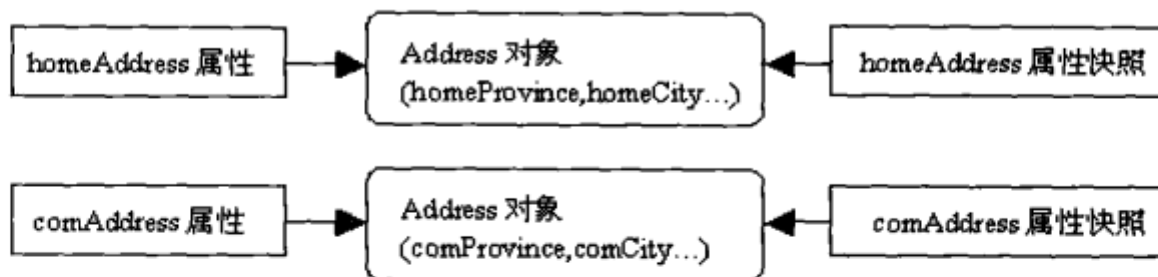 homeAddress 属性
Address 对象
(homeProvince,homeCity...)
homeAddress 属性快照
comAddress 属性
Address 对象
(comProvince,comCity...)
comAddress 属性快照